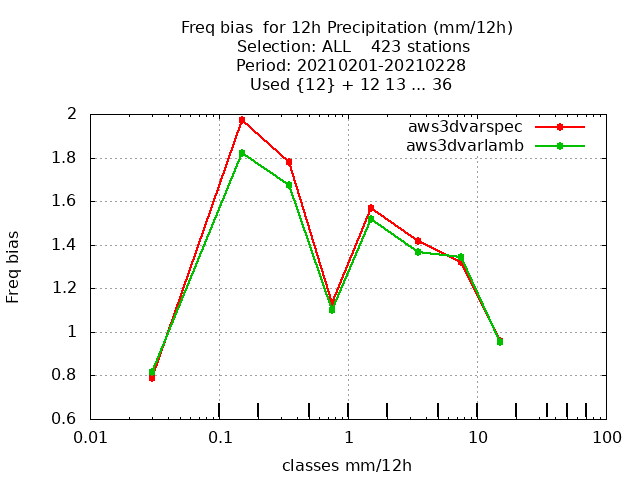 Freq bias  for 12h Precipitation (mm/12h)
Selection: ALL    423 stations
Period: 20210201-20210228
Used {12} + 12 13 ... 36
aws3dvarspec
aws3dvarlamb
2
1.8
1.6
1.4
1.2
1
0.8
0.6
Freq bias
0.01 0.1 1 10 100
classes mm/12h